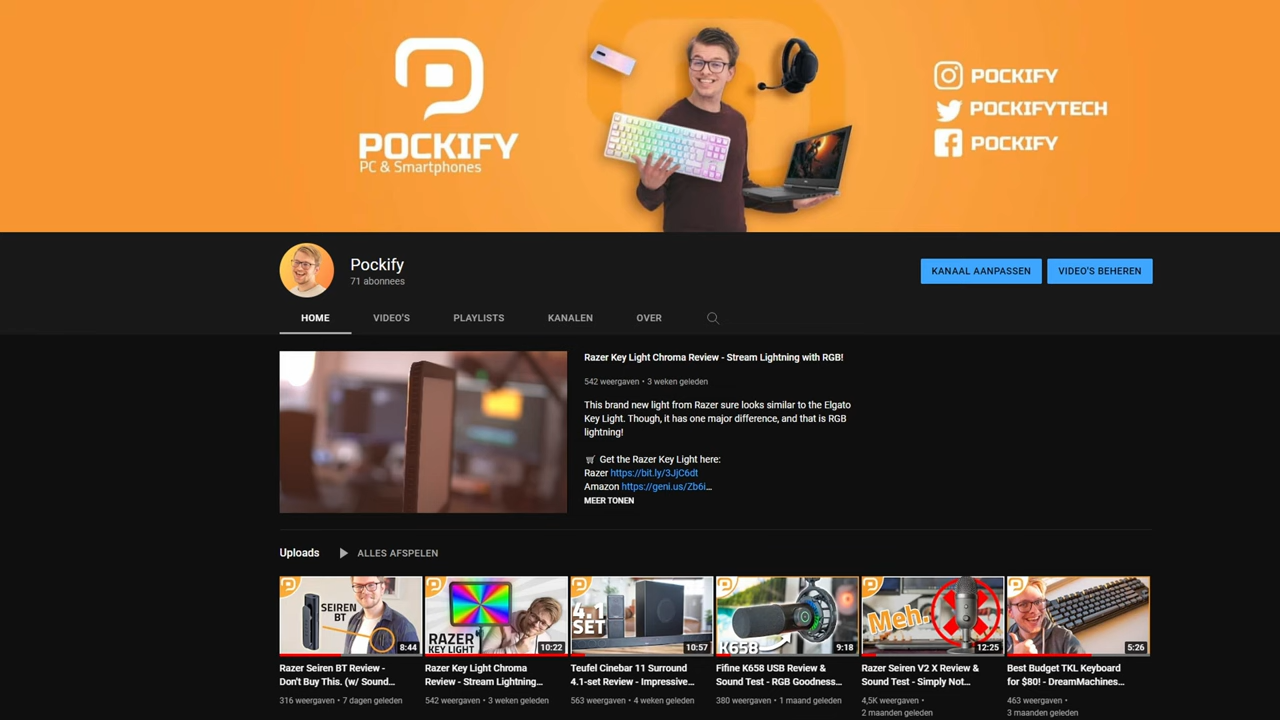 POCKIFY
PC & Smartphones
POCKIFY
POCKIFYTECH
POCKIFY
Pockify
71 abonnees
KANAAL AANPASSEN
VIDEO'S BEHEREN
HOME
VIDEO'S
PLAYLISTS
KANALEN
OVER
Razer Key Light Chroma Review - Stream Lightning with RGB!
542 weergaven • 3 weken geleden
This brand new light from Razer sure looks similar to the Elgato
Key Light. Though, it has one major difference, and that is RGB
lightning!
🛒 Get the Razer Key Light here:
Razer https://bit.ly/3JjC6dt
Amazon https://geni.us/Zb6i...
MEER TONEN
Uploads
ALLES AFSPELEN
SEIREN
BT
8:44
Razer Seiren BT Review -
Don't Buy This. (w/ Sound...
316 weergaven • 7 dagen geleden
RAZER
KEY LIGHT
10:22
Razer Key Light Chroma
Review - Stream Lightning...
542 weergaven • 3 weken geleden
4.1
SET
10:57
Teufel Cinebar 11 Surround
4.1-set Review - Impressive...
563 weergaven • 4 weken geleden
K658
9:18
Fifine K658 USB Review &
Sound Test - RGB Goodness...
380 weergaven • 1 maand geleden
Meh.
12:25
Razer Seiren V2 X Review &
Sound Test - Simply Not...
4,5K weergaven •
2 maanden geleden
5:26
Best Budget TKL Keyboard
for $80! - DreamMachines...
463 weergaven •
3 maanden geleden